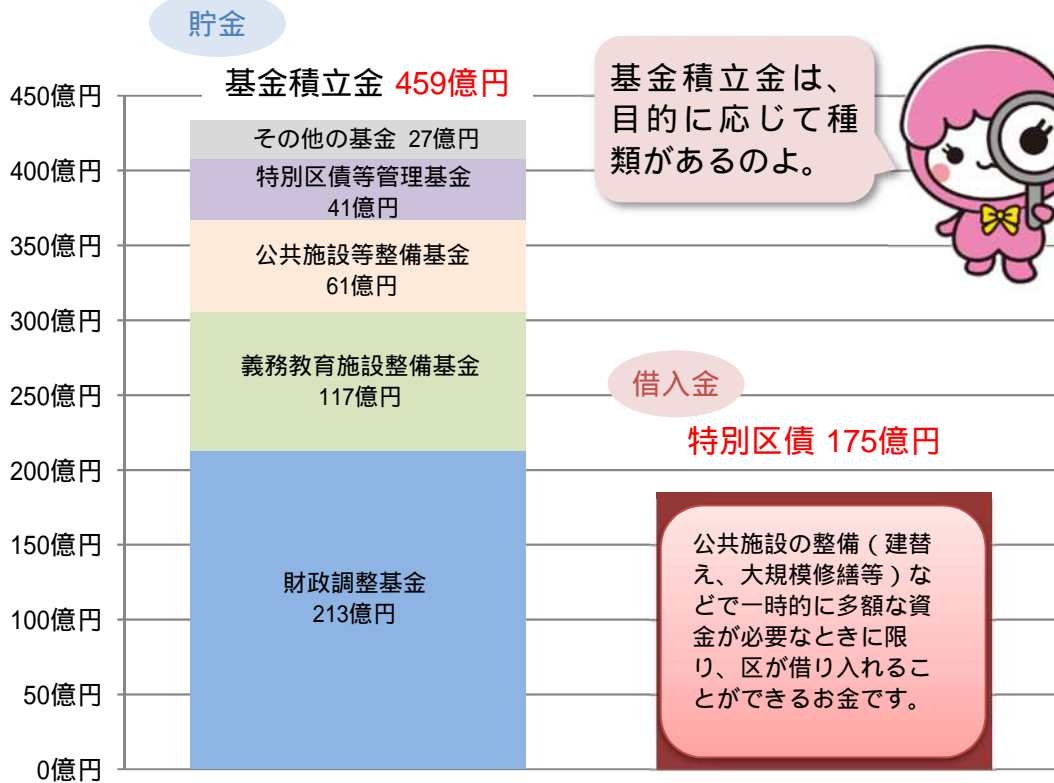 貯金
基金積立金 459億円
基金積立金は、
目的に応じて種
類があるのよ。
450億円
400億円
350億円
300億円
250億円
200億円
150億円
100億円
50億円
0億円
その他の基金 27億円
特別区債等管理基金
41億円
公共施設等整備基金
61億円
義務教育施設整備基金
117億円
財政調整基金
213億円
借入金
特別区債 175億円
公共施設の整備（建替
え、大規模修繕等）な
どで一時的に多額な資
金が必要なときに限
り、区が借り入れるこ
とができるお金です。